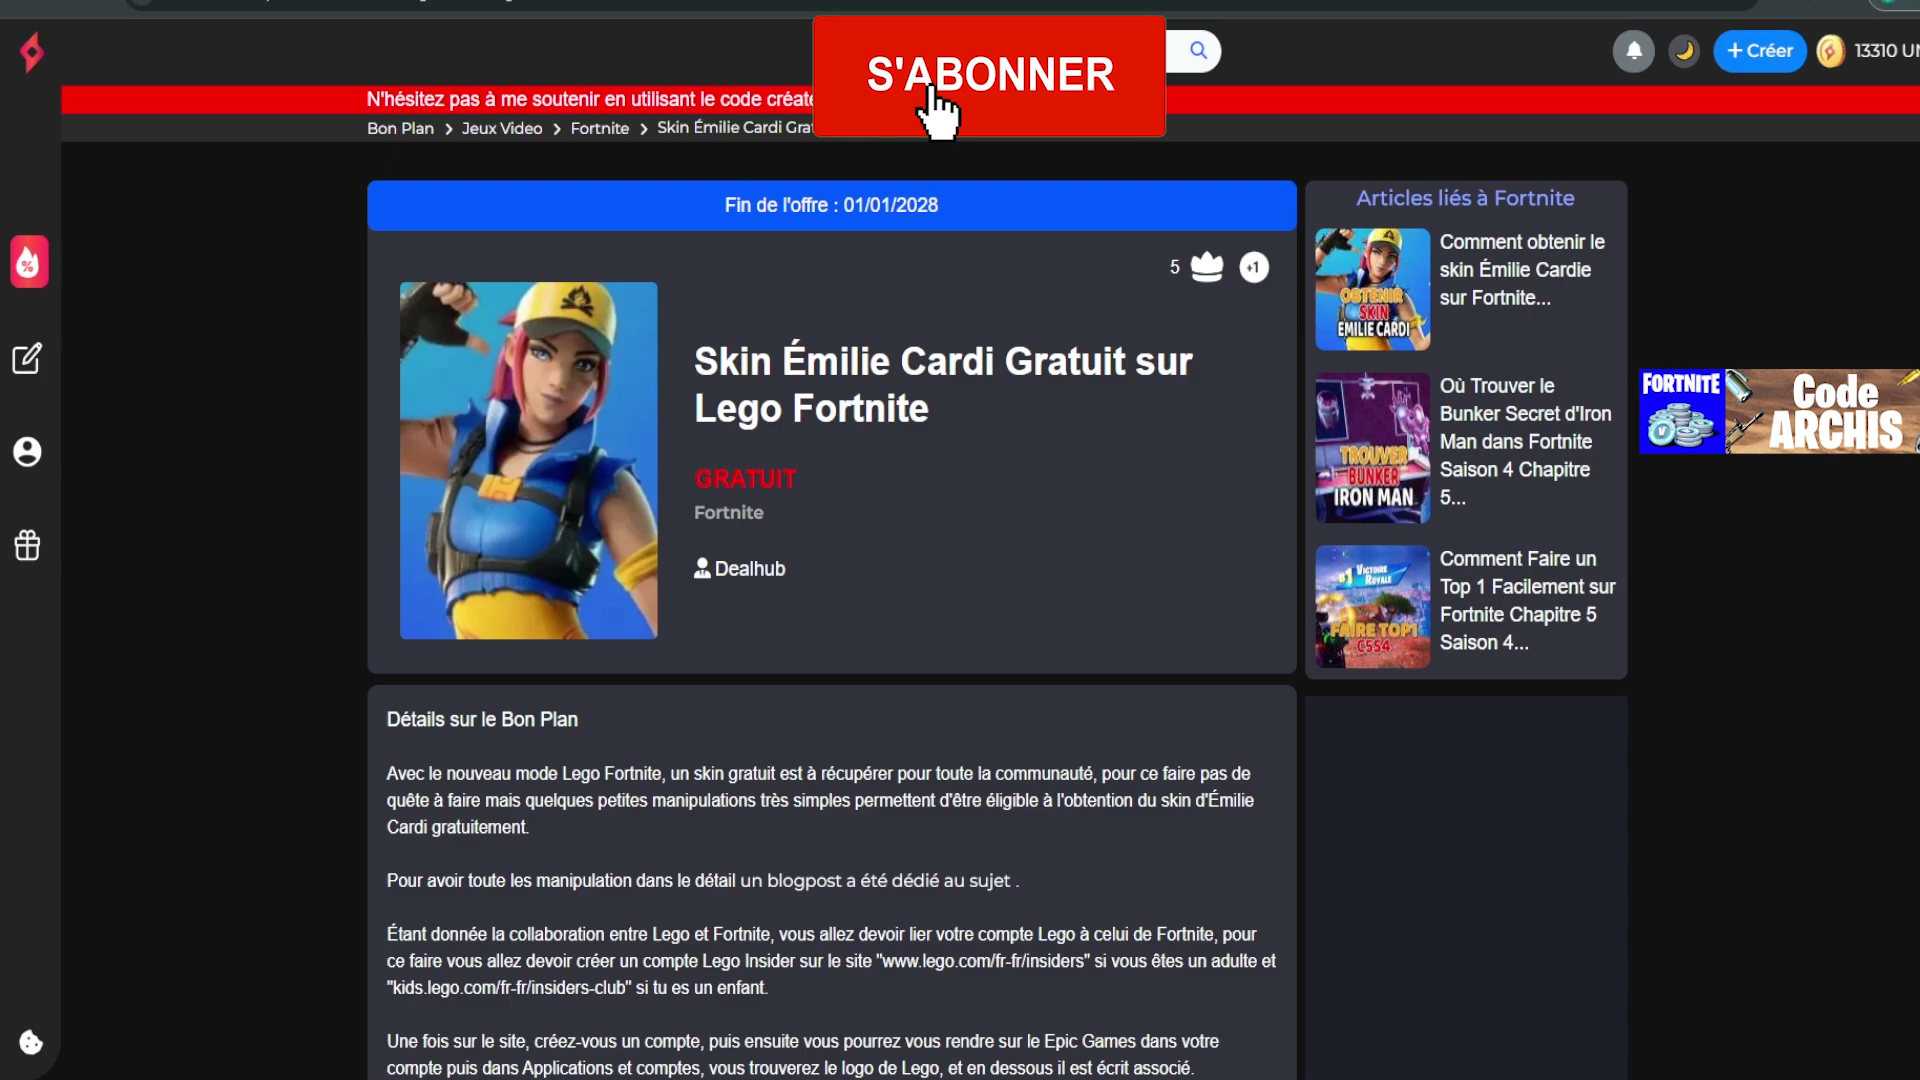 S'ABONNER
+ Créer
13310 UN
N'hésitez pas à me soutenir en utilisant le code créate
Bon Plan > Jeux Video > Fortnite > Skin Émilie Cardi Grat
Fin de l'offre : 01/01/2028
5
+1
Skin Émilie Cardi Gratuit sur
Lego Fortnite
GRATUIT
Fortnite
Dealhub
Articles liés à Fortnite
OBTENIR
SKIN
EMILIE CARDI
Comment obtenir le
skin Émilie Cardie
sur Fortnite...
TROUVER
BUNKER
IRON MAN
Où Trouver le
Bunker Secret d'Iron
Man dans Fortnite
Saison 4 Chapitre
5...
#1 VICTOIRE
ROYALE
FAIRE TOP1
C5S4
Comment Faire un
Top 1 Facilement sur
Fortnite Chapitre 5
Saison 4...
FORTNITE
Code
ARCHIS
Détails sur le Bon Plan
Avec le nouveau mode Lego Fortnite, un skin gratuit est à récupérer pour toute la communauté, pour ce faire pas de
quête à faire mais quelques petites manipulations très simples permettent d'être éligible à l'obtention du skin d'Émilie
Cardi gratuitement.
Pour avoir toute les manipulation dans le détail un blogpost a été dédié au sujet .
Étant donnée la collaboration entre Lego et Fortnite, vous allez devoir lier votre compte Lego à celui de Fortnite, pour
ce faire vous allez devoir créer un compte Lego Insider sur le site "www.lego.com/fr-fr/insiders" si vous êtes un adulte et
"kids.lego.com/fr-fr/insiders-club" si tu es un enfant.
Une fois sur le site, créez-vous un compte, puis ensuite vous pourrez vous rendre sur le Epic Games dans votre
compte puis dans Applications et comptes, vous trouverez le logo de Lego, et en dessous il est écrit associé.